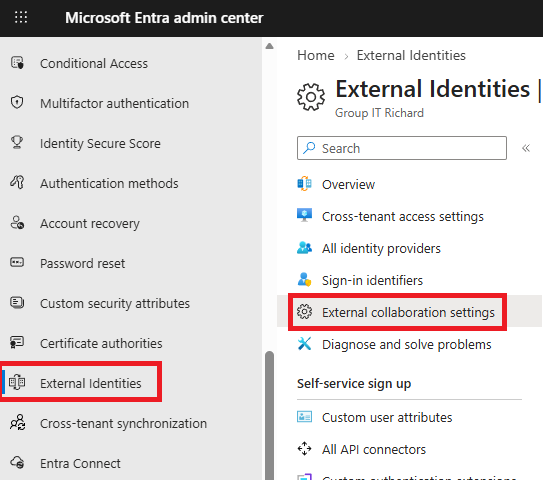 Microsoft Entra admin center
Conditional Access
Multifactor authentication
Identity Secure Score
Authentication methods
Account recovery
Password reset
Custom security attributes
Certificate authorities
External Identities
Cross-tenant synchronization
Entra Connect
Home > External Identities
External Identities |
Group IT Richard
Search
Overview
Cross-tenant access settings
All identity providers
Sign-in identifiers
External collaboration settings
Diagnose and solve problems
Self-service sign up
Custom user attributes
All API connectors
Custom authentication extensions